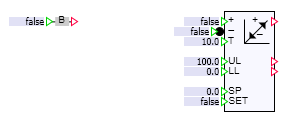 false B
false +
false −
10.0 T
100.0 UL
0.0 LL
0.0 SP
false SET